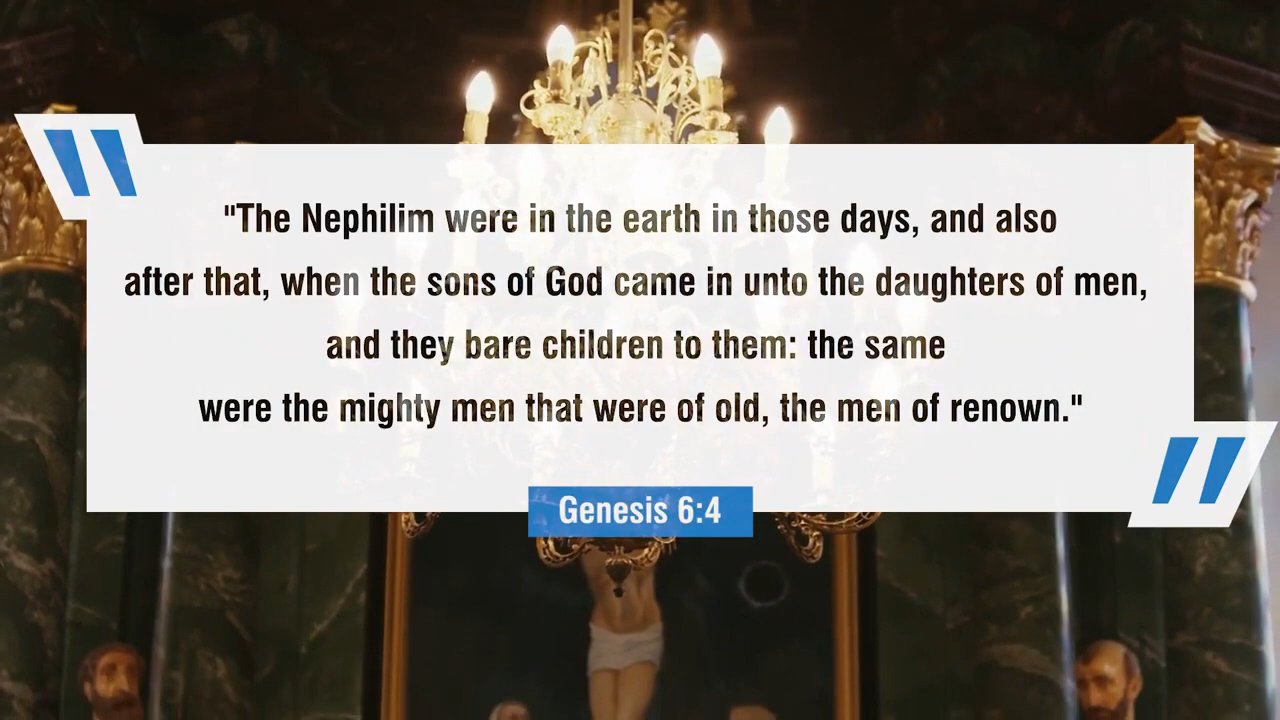 "The Nephilim were in the earth in those days, and also
after that, when the sons of God came in unto the daughters of men,
and they bare children to them: the same
were the mighty men that were of old, the men of renown."
Genesis 6:4